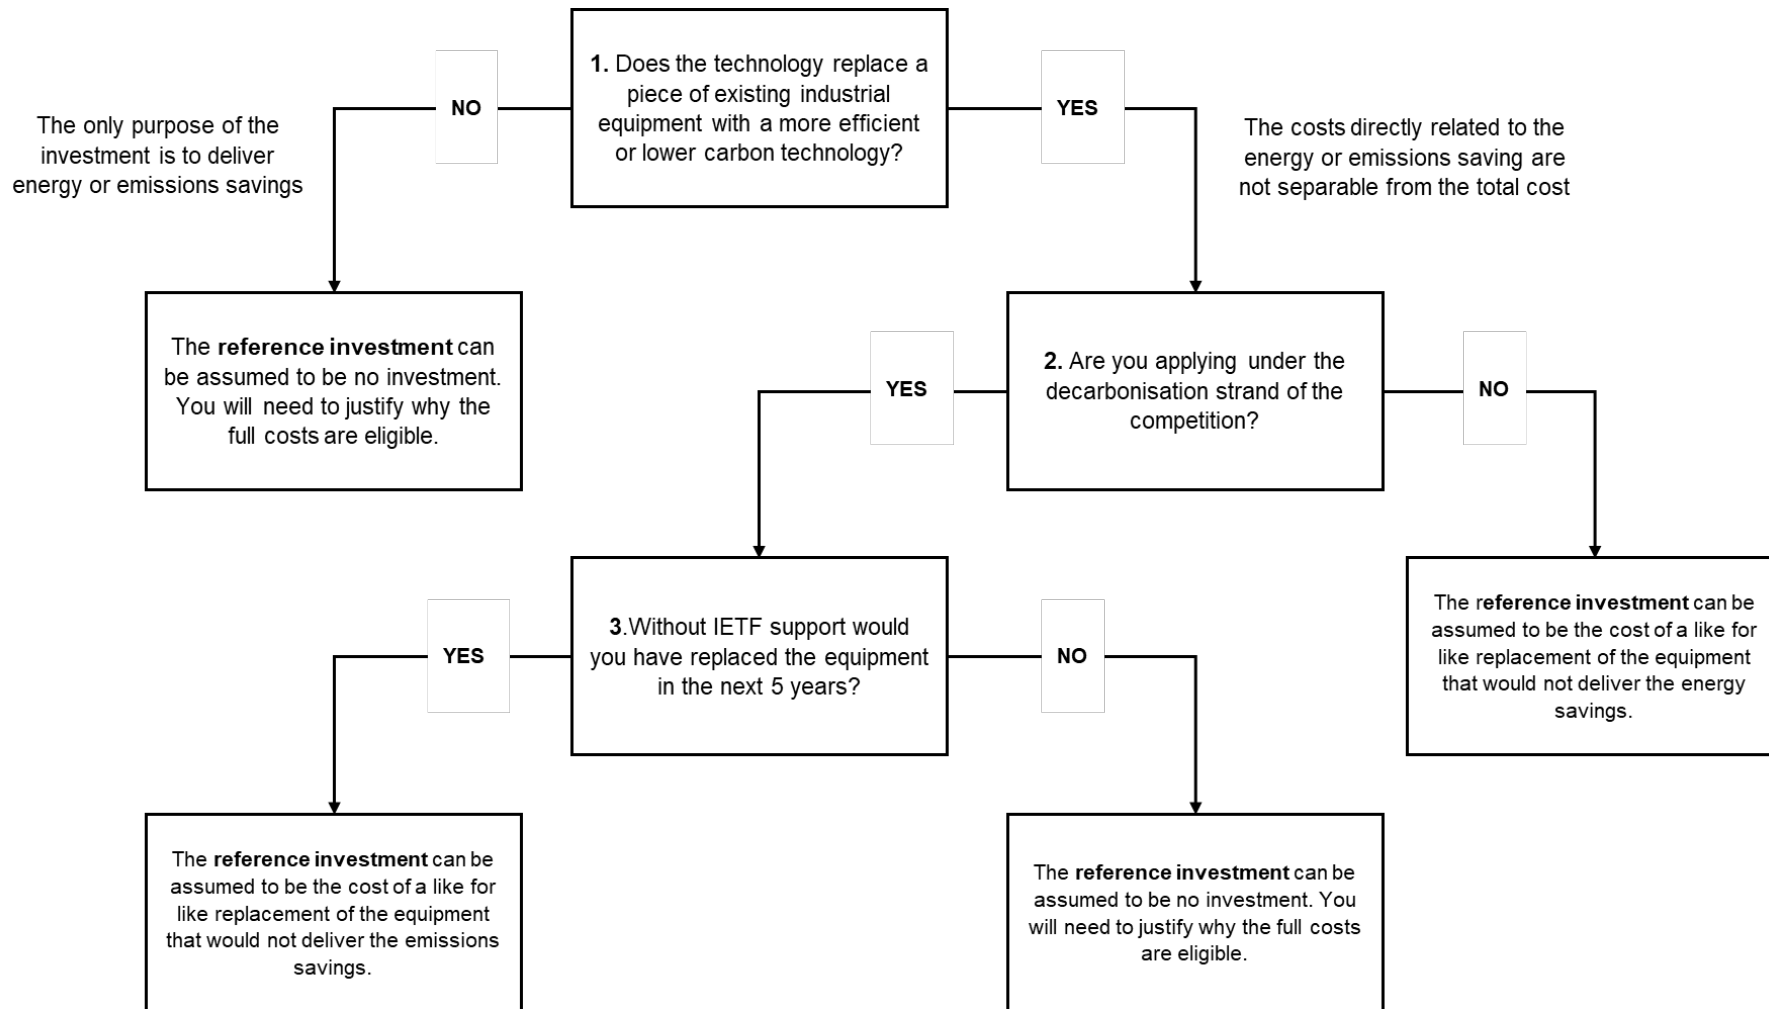 1. Does the technology replace a
piece of existing industrial
equipment with a more efficient
or lower carbon technology?
NO
YES
The only purpose of the
investment is to deliver
energy or emissions savings
The costs directly related to the
energy or emissions saving are
not separable from the total cost
The reference investment can
be assumed to be no investment.
You will need to justify why the
full costs are eligible.
2. Are you applying under the
decarbonisation strand of the
competition?
YES
NO
3.Without IETF support would
you have replaced the equipment
in the next 5 years?
YES
NO
The reference investment can be
assumed to be the cost of a like for
like replacement of the equipment
that would not deliver the energy
savings.
The reference investment can be
assumed to be the cost of a like for
like replacement of the equipment
that would not deliver the emissions
savings.
The reference investment can be
assumed to be no investment. You
will need to justify why the full costs
are eligible.